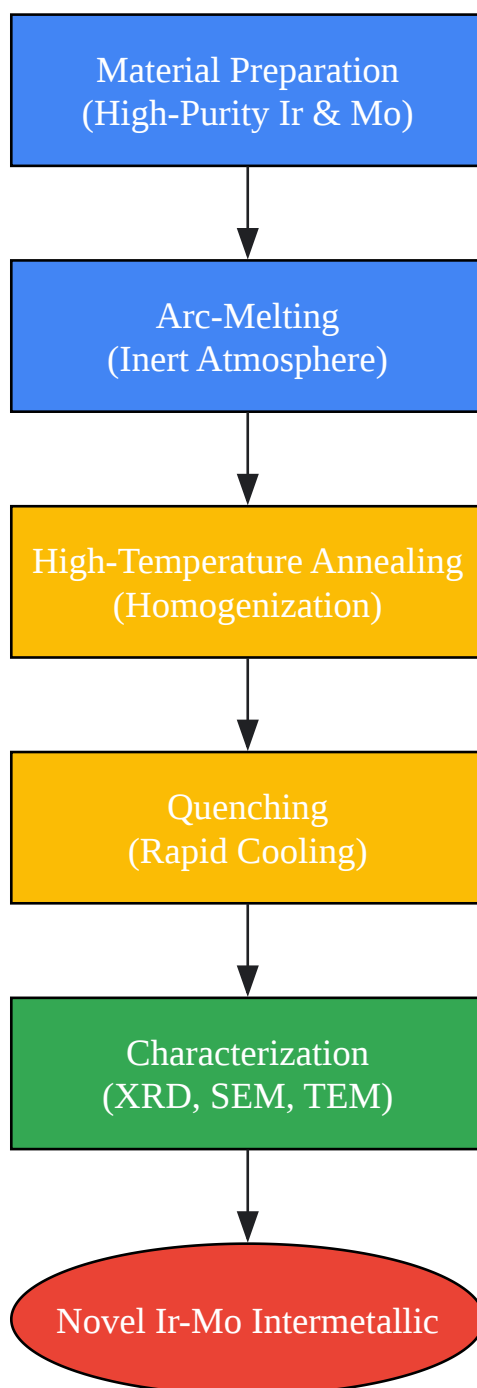 Material Preparation
(High-Purity Ir & Mo)
Arc-Melting
(Inert Atmosphere)
High-Temperature Annealing
(Homogenization)
Quenching
(Rapid Cooling)
Characterization
(XRD, SEM, TEM)
Novel Ir-Mo Intermetallic